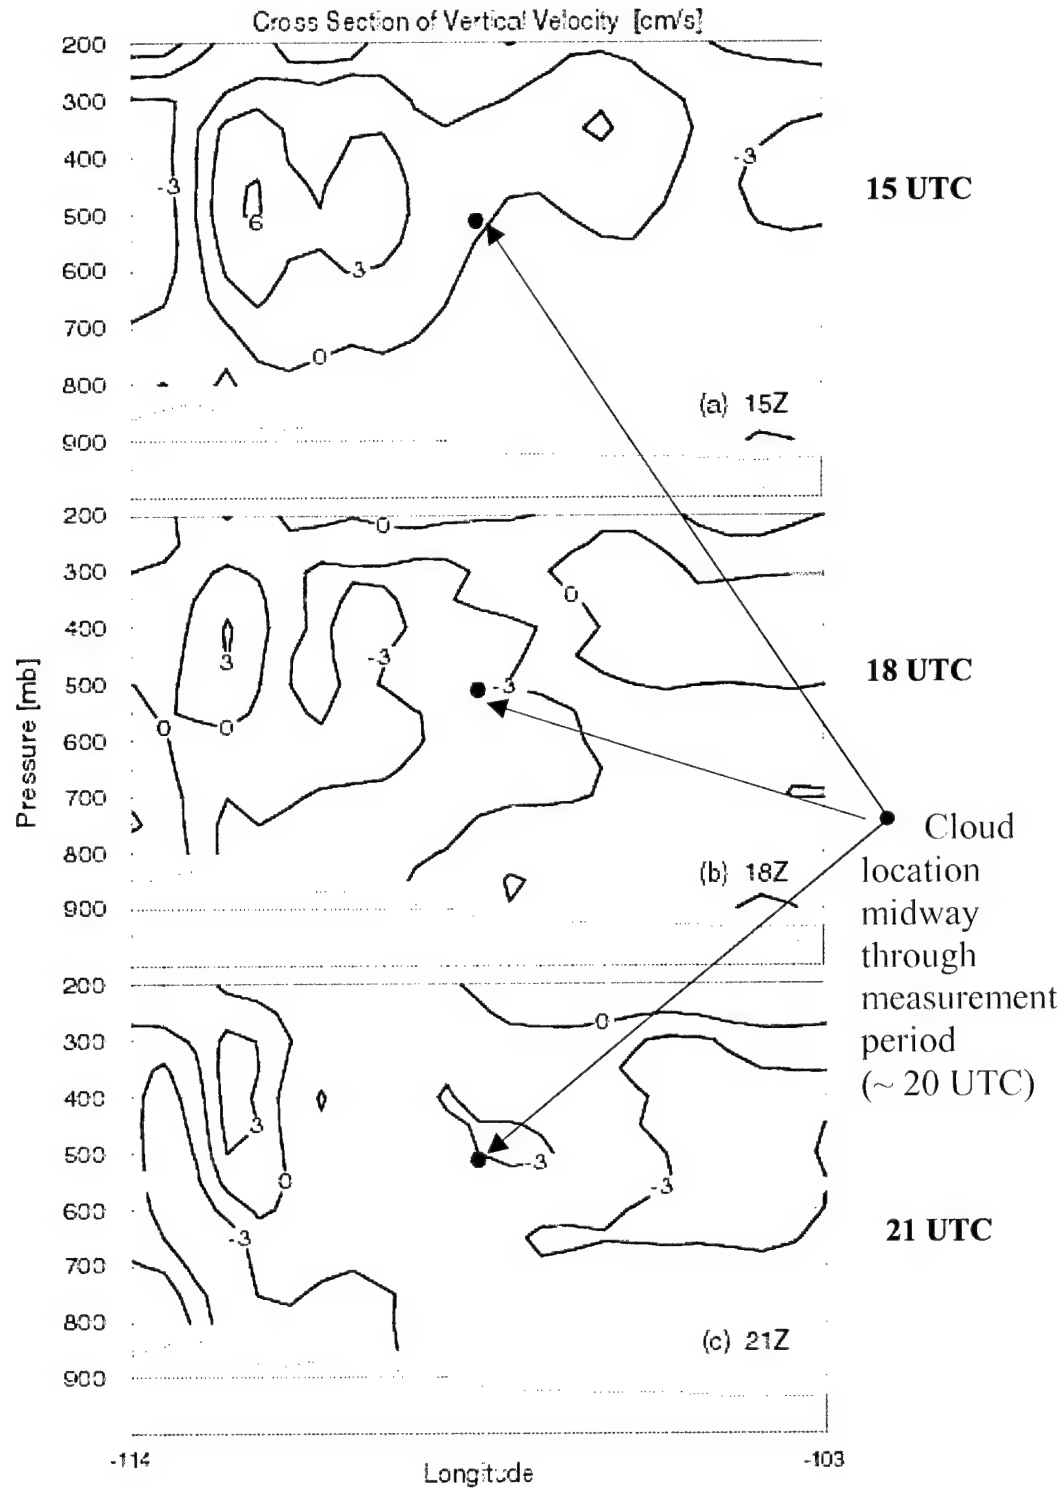 Cross Section of Vertical Velocity [cm/s]
200
300
400
500
600
700
800
900
-3
6
3
0
-3
(a) 15Z
15 UTC
200
300
400
500
600
700
800
900
0
3
0
0
-3
-3
0
(b) 18Z
18 UTC
Pressure [mb]
Cloud
location
midway
through
measurement
period
(~ 20 UTC)
200
300
400
500
600
700
800
900
0
3
0
-3
-3
-3
(c) 21Z
21 UTC
-114
Longitude
-103